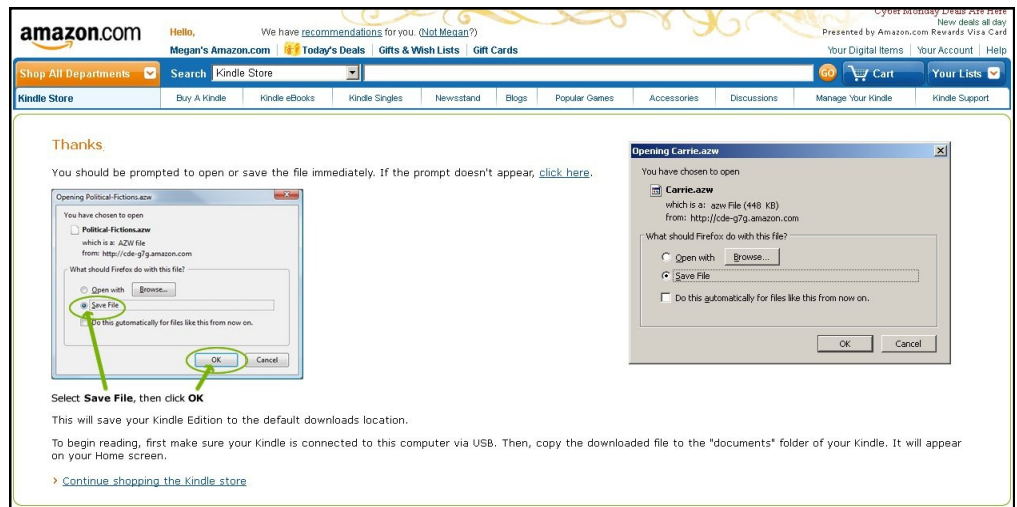 Cyber Monday Deals Are Here
New deals all day
Presented by Amazon.com Rewards Visa Card
amazon.com
Hello, We have recommendations for you. (Not Megan?)
Megan's Amazon.com Today's Deals Gifts & Wish Lists Gift Cards
Your Digital Items Your Account Help
Shop All Departments Search Kindle Store GO Cart Your Lists
Kindle Store Buy A Kindle Kindle eBooks Kindle Singles Newsstand Blogs Popular Games Accessories Discussions Manage Your Kindle Kindle Support
Thanks.
You should be prompted to open or save the file immediately. If the prompt doesn't appear, click here.
Opening Political-Fictions.azw
You have chosen to open
Political-Fictions.azw
which is a: AZW file
from: http://cde-g7g.amazon.com
What should Firefox do with this file?
Open with Browse...
Save File
Do this automatically for files like this from now on.
OK Cancel
Select Save File, then click OK
Opening Carrie.azw
You have chosen to open
Carrie.azw
which is a: azw File (448 KB)
from: http://cde-g7g.amazon.com
What should Firefox do with this file?
Open with Browse...
Save File
Do this automatically for files like this from now on.
OK Cancel
This will save your Kindle Edition to the default downloads location.
To begin reading, first make sure your Kindle is connected to this computer via USB. Then, copy the downloaded file to the "documents" folder of your Kindle. It will appear
on your Home screen.
› Continue shopping the Kindle store